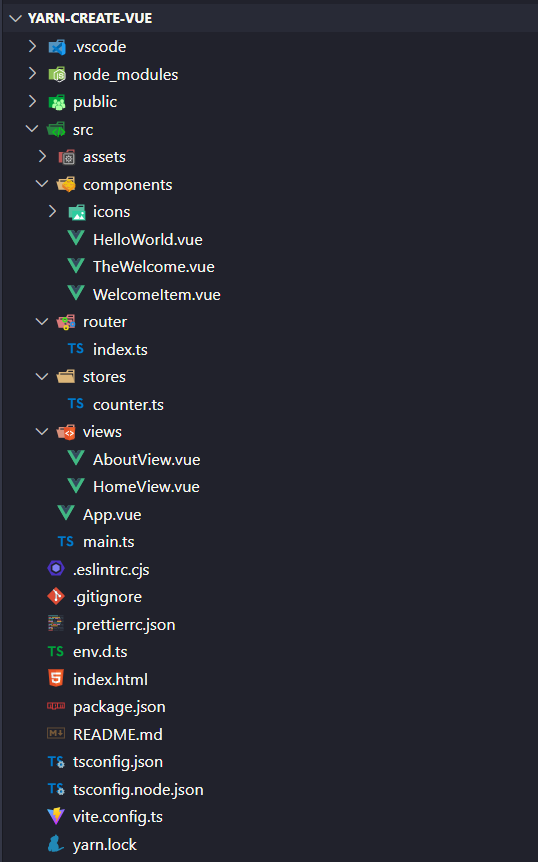 YARN-CREATE-VUE
.vscode
node_modules
public
src
assets
components
icons
HelloWorld.vue
TheWelcome.vue
WelcomeItem.vue
router
TS index.ts
stores
TS counter.ts
views
AboutView.vue
HomeView.vue
App.vue
TS main.ts
.eslintrc.cjs
.gitignore
.prettierrc.json
TS env.d.ts
index.html
package.json
README.md
TS tsconfig.json
TS tsconfig.node.json
vite.config.ts
yarn.lock